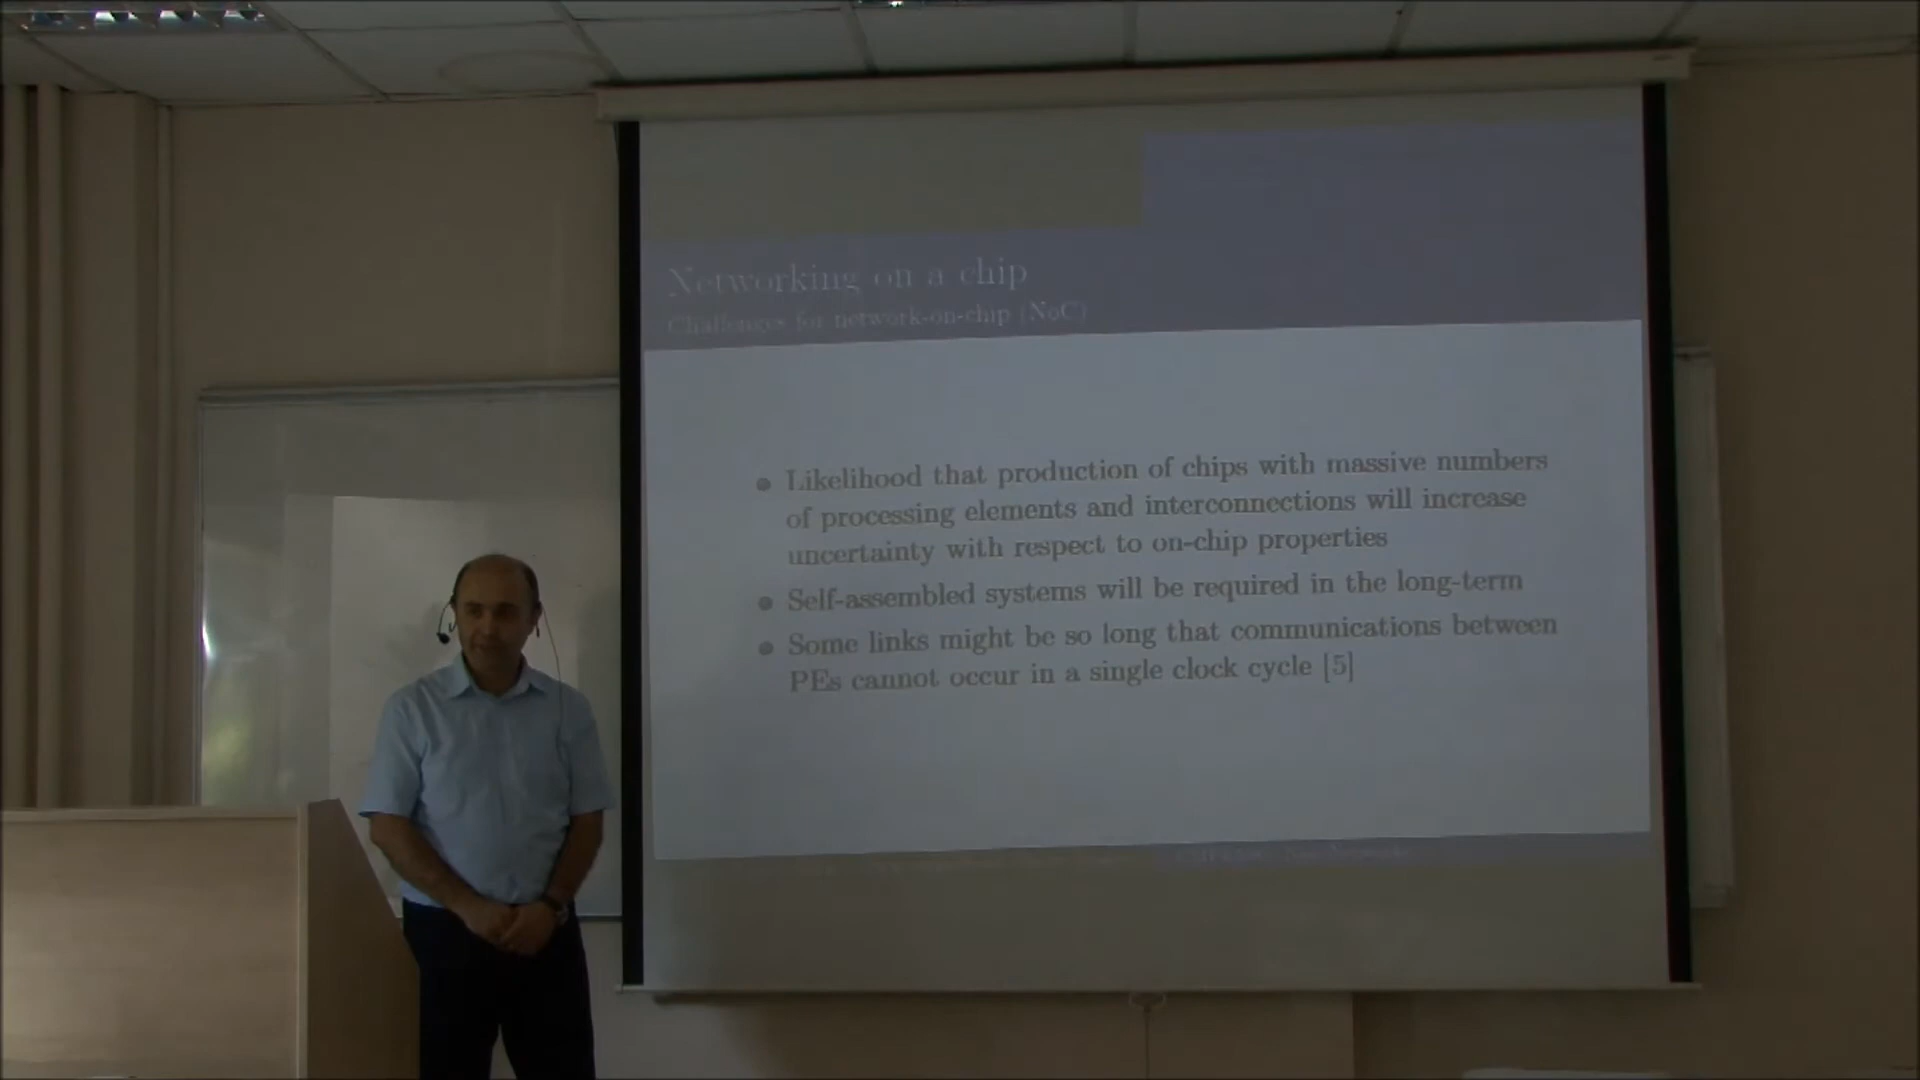 Networking on a chip
Challenges for network-on-chip (NoC)
Likelihood that production of chips with massive numbers
of processing elements and interconnections will increase
uncertainty with respect to on-chip properties
Self-assembled systems will be required in the long-term
Some links might be so long that communications between
PEs cannot occur in a single clock cycle [5]